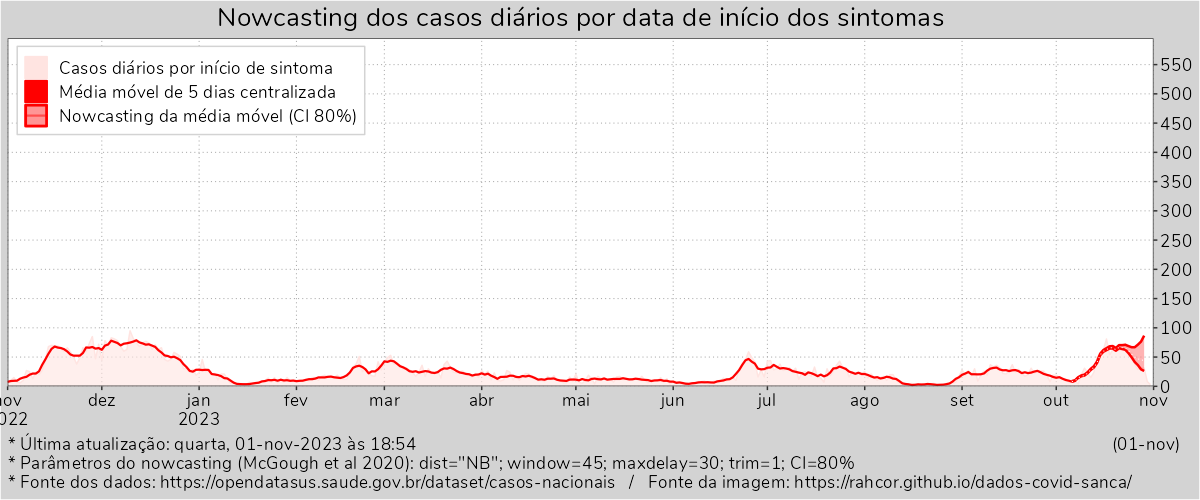 Nowcasting dos casos diários por data de início dos sintomas
Casos diários por início de sintoma
Média móvel de 5 dias centralizada
Nowcasting da média móvel (CI 80%)
550
500
450
400
350
300
250
200
150
100
50
0
nov dez jan fev mar abr mai jun jul ago set out nov
2022 2023
* Última atualização: quarta, 01-nov-2023 às 18:54 (01-nov)
* Parâmetros do nowcasting (McGough et al 2020): dist="NB"; window=45; maxdelay=30; trim=1; CI=80%
* Fonte dos dados: https://opendatasus.saude.gov.br/dataset/casos-nacionais / Fonte da imagem: https://rahcor.github.io/dados-covid-sanca/